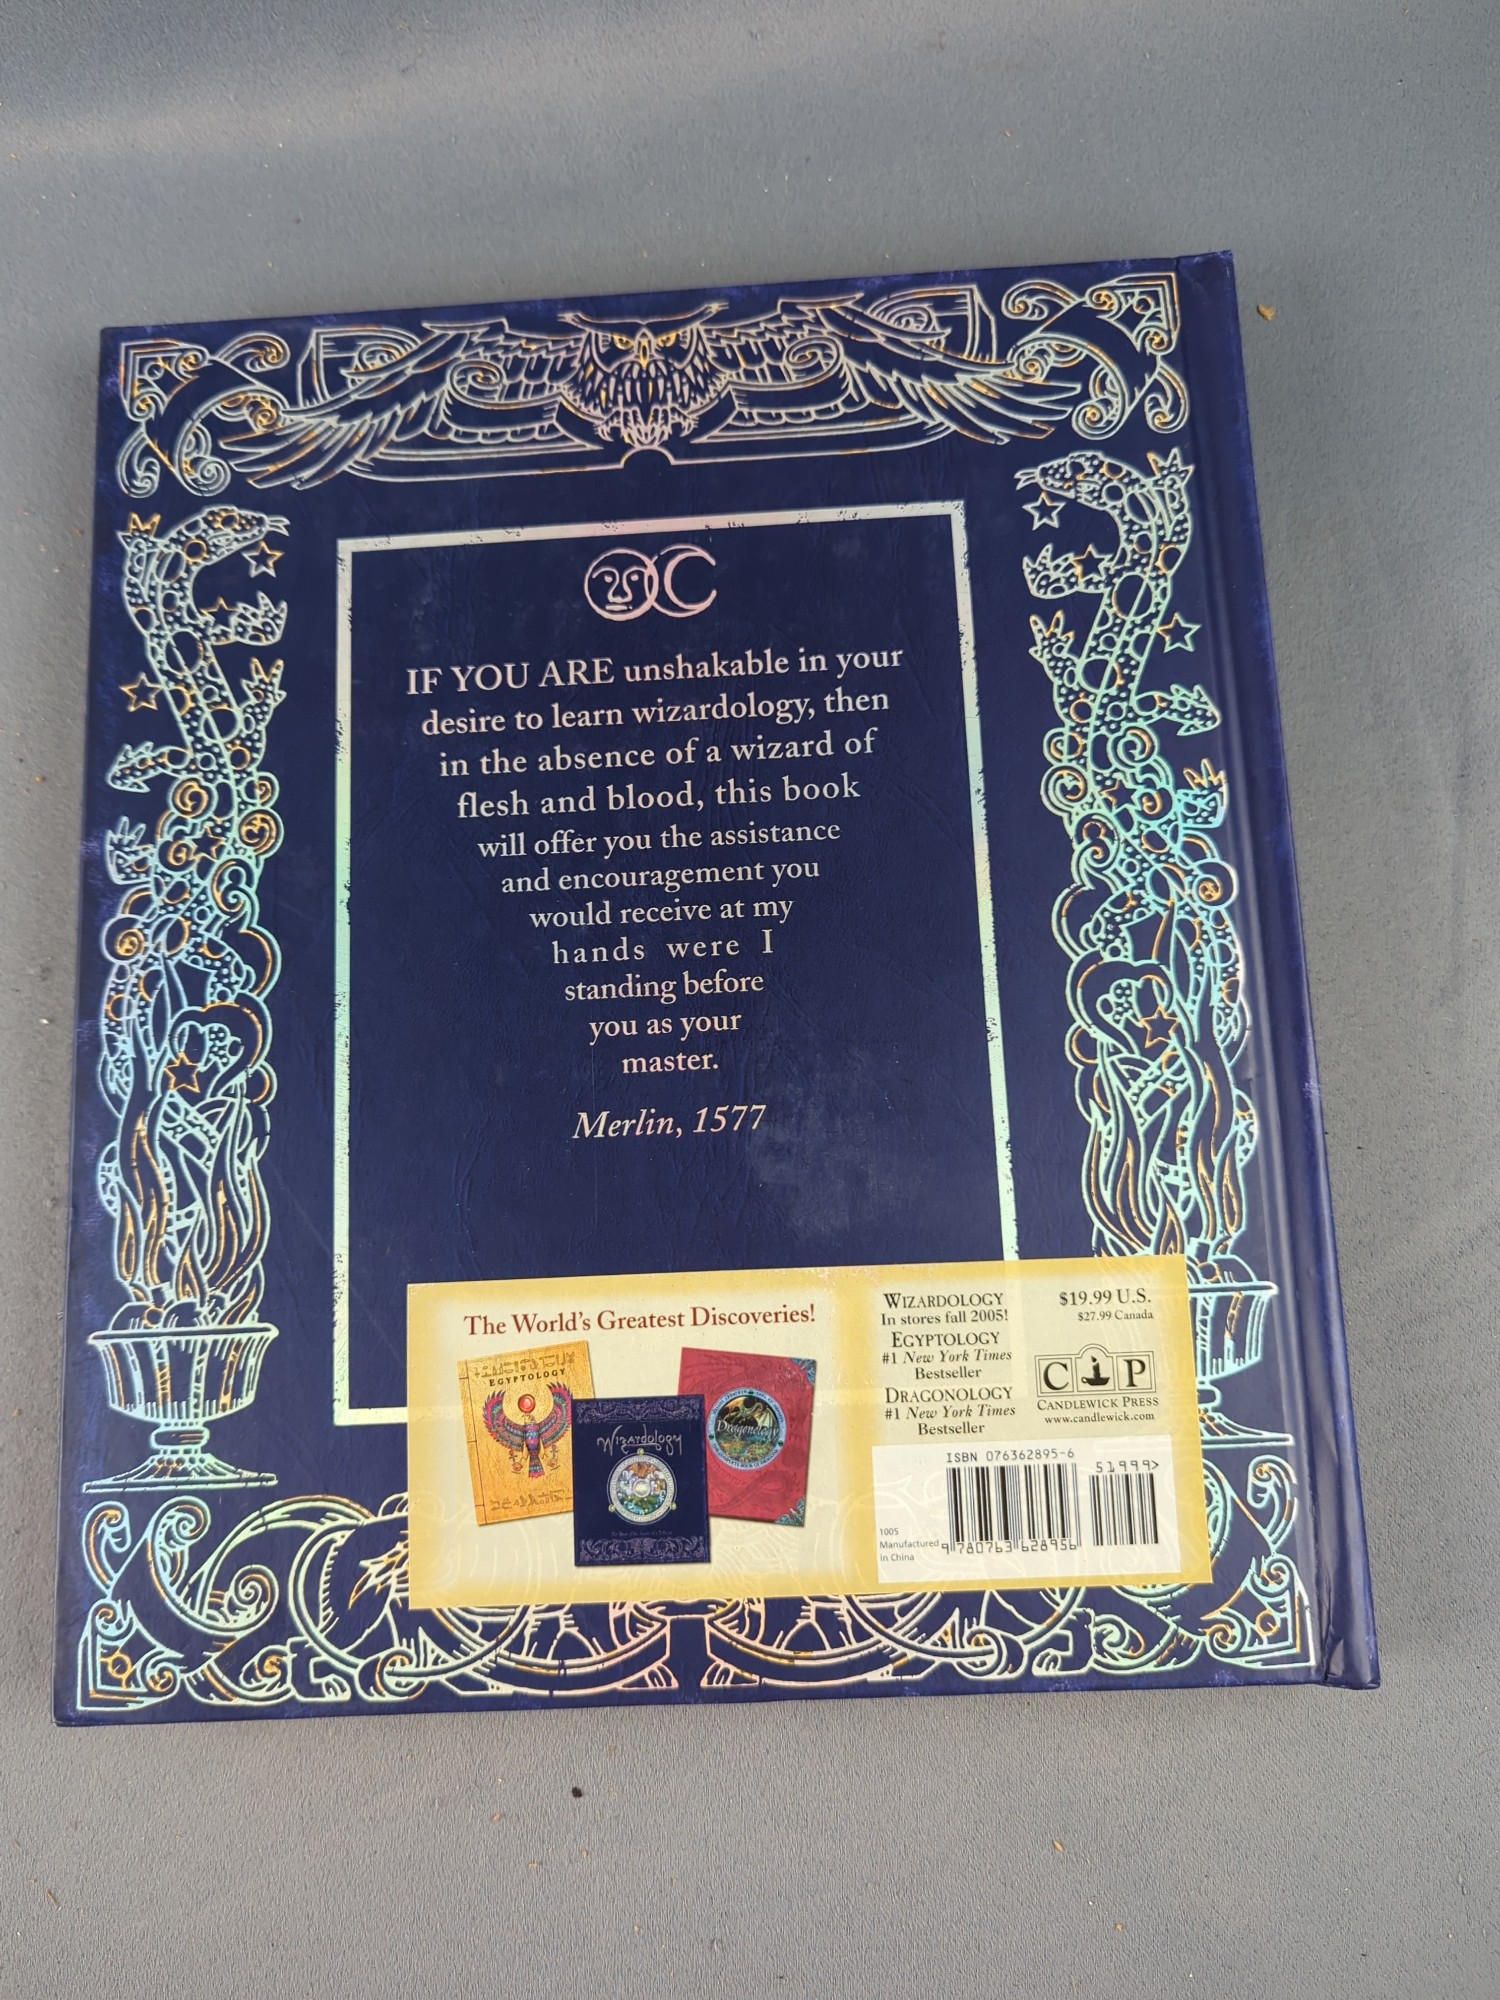 IF YOU ARE unshakable in your
desire to learn wizardology, then
in the absence of a wizard of
flesh and blood, this book
will offer you the assistance
and encouragement you
would receive at my
hands were I
standing before
you as your
master.
Merlin, 1577
The World's Greatest Discoveries!
EGYPTOLOGY
Wizardology
Dragonology
WIZARDOLOGY
In stores fall 2005!
EGYPTOLOGY
#1 New York Times
Bestseller
DRAGONOLOGY
#1 New York Times
Bestseller
$19.99 U.S.
$27.99 Canada
C P
CANDLEWICK PRESS
www.candlewick.com
ISBN 076362895-6
51999>
1005
Manufactured
in China
9 780763 628956